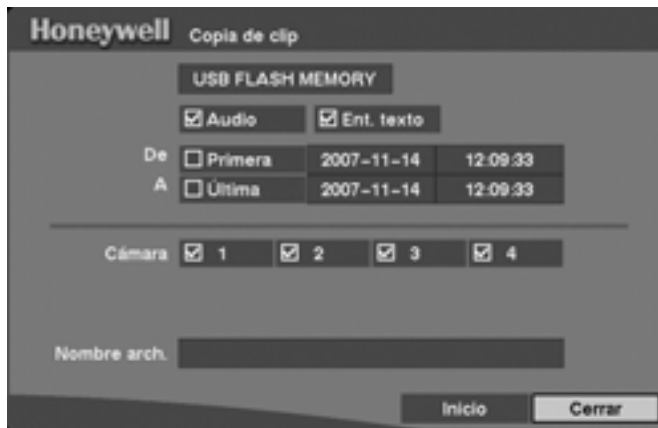 Honeywell Copia de clip
USB FLASH MEMORY
Audio Ent. texto
De Primera 2007-11-14 12:09:33
A Última 2007-11-14 12:09:33
Cámara 1 2 3 4
Nombre arch.
Inicio Cerrar